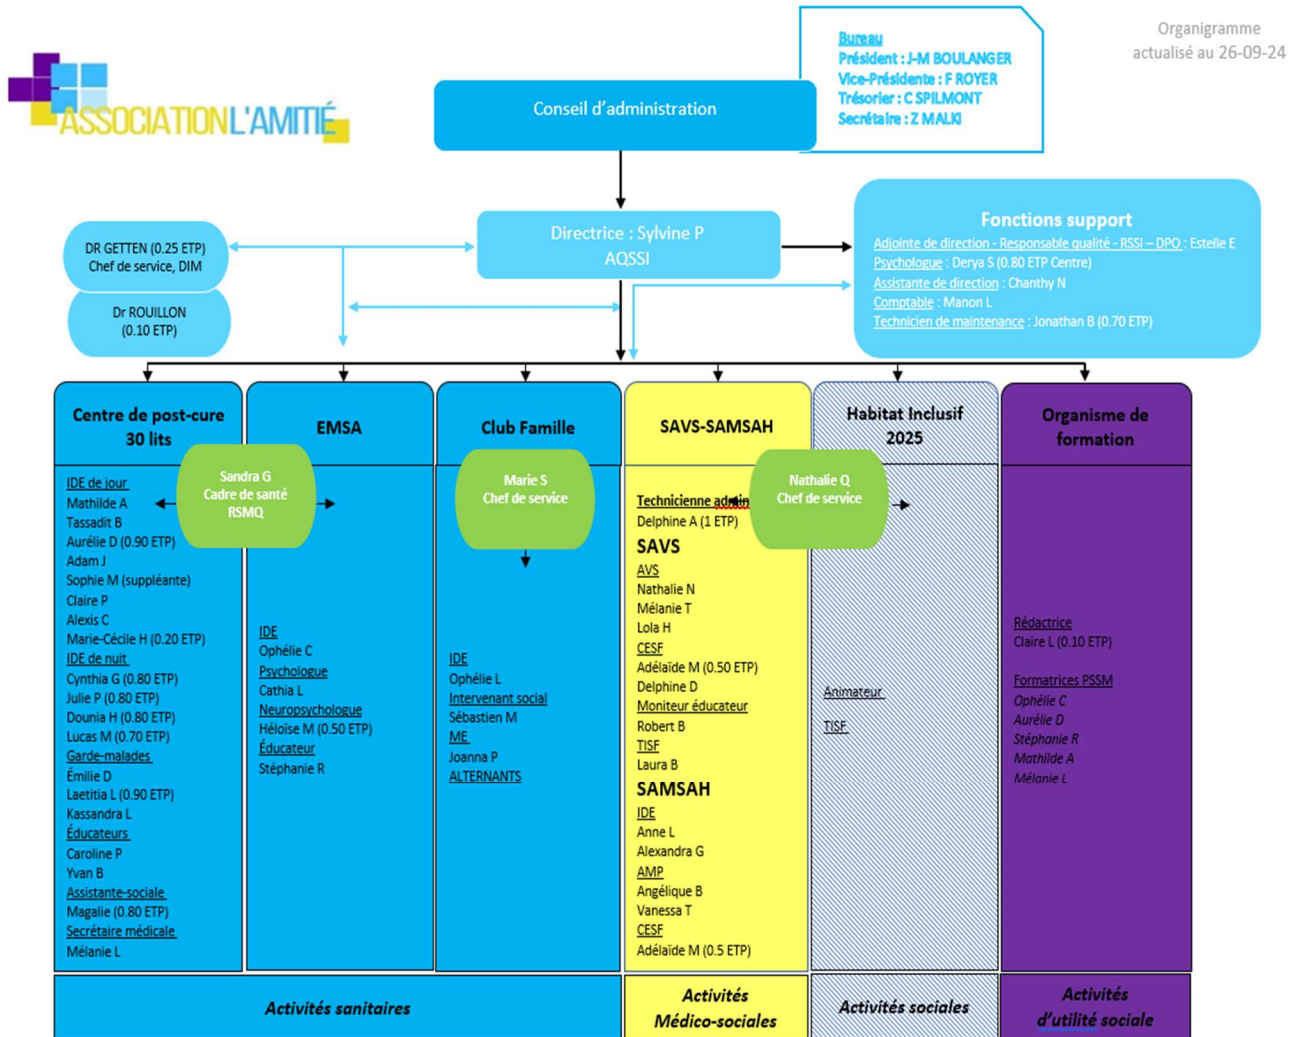 Organigramme
actualisé au 26-09-24
ASSOCIATION L'AMITIÉ
Bureau
Président : J-M BOULANGER
Vice-Présidente : F ROYER
Trésorier : C SPILMONT
Secrétaire : Z MALKI
Conseil d'administration
Directrice : Sylvine P
AQSSI
DR GETTEN (0.25 ETP)
Chef de service, DIM
Dr ROUILLON
(0.10 ETP)
Fonctions support
Adjointe de direction - Responsable qualité - RSSI – DPO : Estelle E
Psychologue : Derya S (0.80 ETP Centre)
Assistante de direction : Chanthy N
Comptable : Manon L
Technicien de maintenance : Jonathan B (0.70 ETP)
Centre de post-cure
30 lits
Sandra G
Cadre de santé
RSMQ
IDE de jour
Mathilde A
Tassadit B
Aurélie D (0.90 ETP)
Adam J
Sophie M (suppléante)
Claire P
Alexis C
Marie-Cécile H (0.20 ETP)
IDE de nuit
Cynthia G (0.80 ETP)
Julie P (0.80 ETP)
Dounia H (0.80 ETP)
Lucas M (0.70 ETP)
Garde-malades
Émilie D
Laetitia L (0.90 ETP)
Kassandra L
Éducateurs
Caroline P
Yvan B
Assistante-sociale
Magalie (0.80 ETP)
Secrétaire médicale
Mélanie L
EMSA
IDE
Ophélie C
Psychologue
Cathia L
Neuropsychologue
Héloïse M (0.50 ETP)
Éducateur
Stéphanie R
Club Famille
Marie S
Chef de service
IDE
Ophélie L
Intervenant social
Sébastien M
ME
Joanna P
ALTERNANTS
Activités sanitaires
SAVS-SAMSAH
Nathalie Q
Chef de service
Technicienne admin
Delphine A (1 ETP)
SAVS
AVS
Nathalie N
Mélanie T
Lola H
CESF
Adélaïde M (0.50 ETP)
Delphine D
Moniteur éducateur
Robert B
TISF
Laura B
SAMSAH
IDE
Anne L
Alexandra G
AMP
Angélique B
Vanessa T
CESF
Adélaïde M (0.5 ETP)
Activités
Médico-sociales
Habitat Inclusif
2025
Animateur
TISF
Activités sociales
Organisme de
formation
Rédactrice
Claire L (0.10 ETP)
Formatrices PSSM
Ophélie C
Aurélie D
Stéphanie R
Mathilde A
Mélanie L
Activités
d'utilité sociale